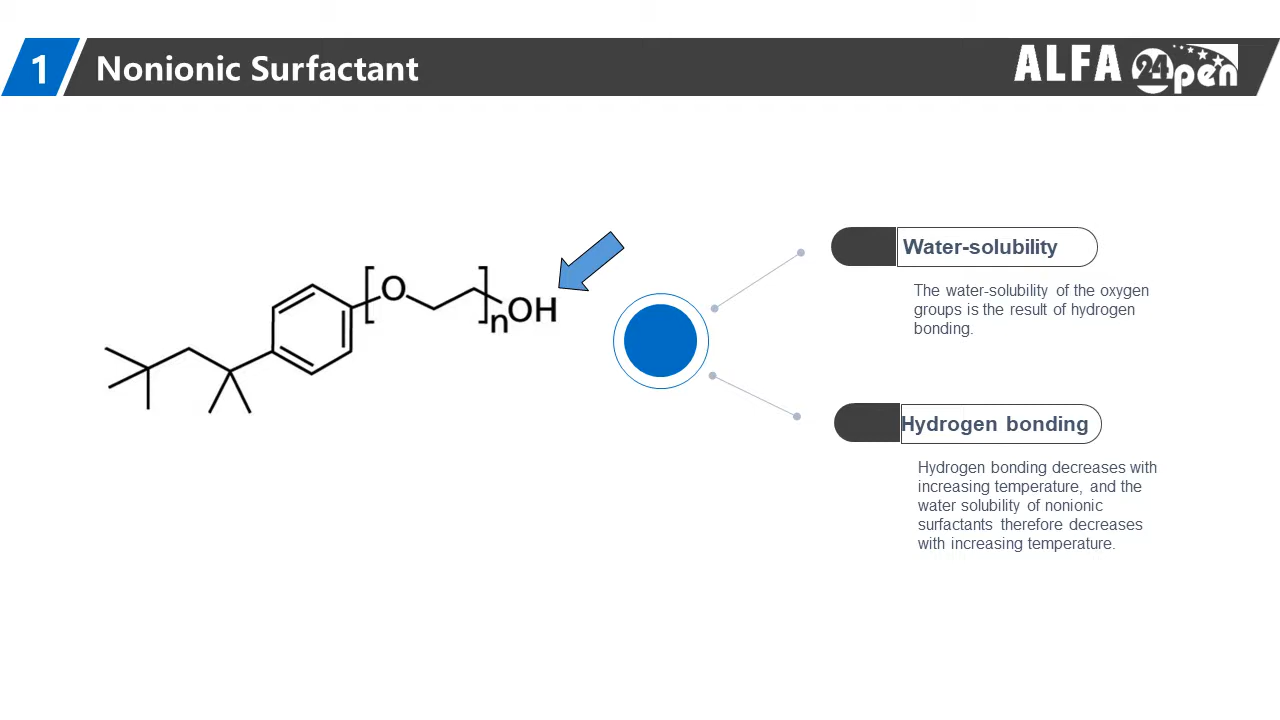 1 Nonionic Surfactant
ALFA 24 open
O
n
OH
Water-solubility
The water-solubility of the oxygen
groups is the result of hydrogen
bonding.
Hydrogen bonding
Hydrogen bonding decreases with
increasing temperature, and the
water solubility of nonionic
surfactants therefore decreases
with increasing temperature.